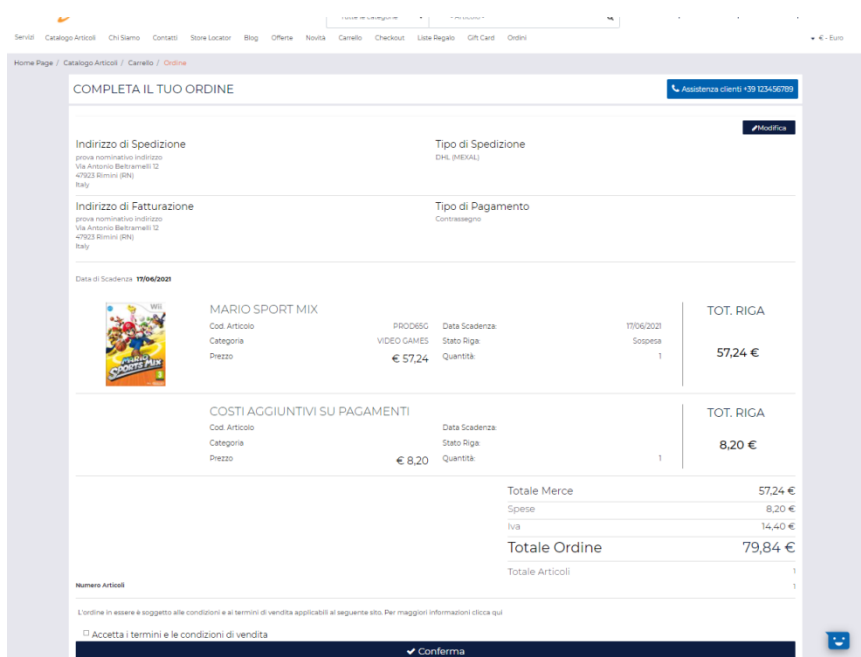 Servizi Catalogo Articoli Chi Siamo Contatti Store Locator Blog Offerte Novità Carrello Checkout Liste Regalo Gift Card Ordini € - Euro
Home Page / Catalogo Articoli / Carrello / Ordine
COMPLETA IL TUO ORDINE
Assistenza clienti +39 123456789
Modifica
Indirizzo di Spedizione
prova nominativo indirizzo
Via Antonio Beltramelli 12
47923 Rimini (RN)
Italy
Tipo di Spedizione
DHL (MEXAL)
Indirizzo di Fatturazione
prova nominativo indirizzo
Via Antonio Beltramelli 12
47923 Rimini (RN)
Italy
Tipo di Pagamento
Contrassegno
Data di Scadenza 17/06/2021
Wii
MARIO
SPORTS MIX
3
MARIO SPORT MIX
Cod. Articolo PROD65G Data Scadenza: 17/06/2021
Categoria VIDEO GAMES Stato Riga: Sospesa
Prezzo € 57,24 Quantità: 1
TOT. RIGA
57,24 €
COSTI AGGIUNTIVI SU PAGAMENTI
Cod. Articolo Data Scadenza:
Categoria Stato Riga:
Prezzo € 8,20 Quantità: 1
TOT. RIGA
8,20 €
Totale Merce 57,24 €
Spese 8,20 €
Iva 14,40 €
Totale Ordine 79,84 €
Totale Articoli 1
Numero Articoli 1
L'ordine in essere è soggetto alle condizioni e ai termini di vendita applicabili al seguente sito. Per maggiori informazioni clicca qui
Accetta i termini e le condizioni di vendita
Conferma